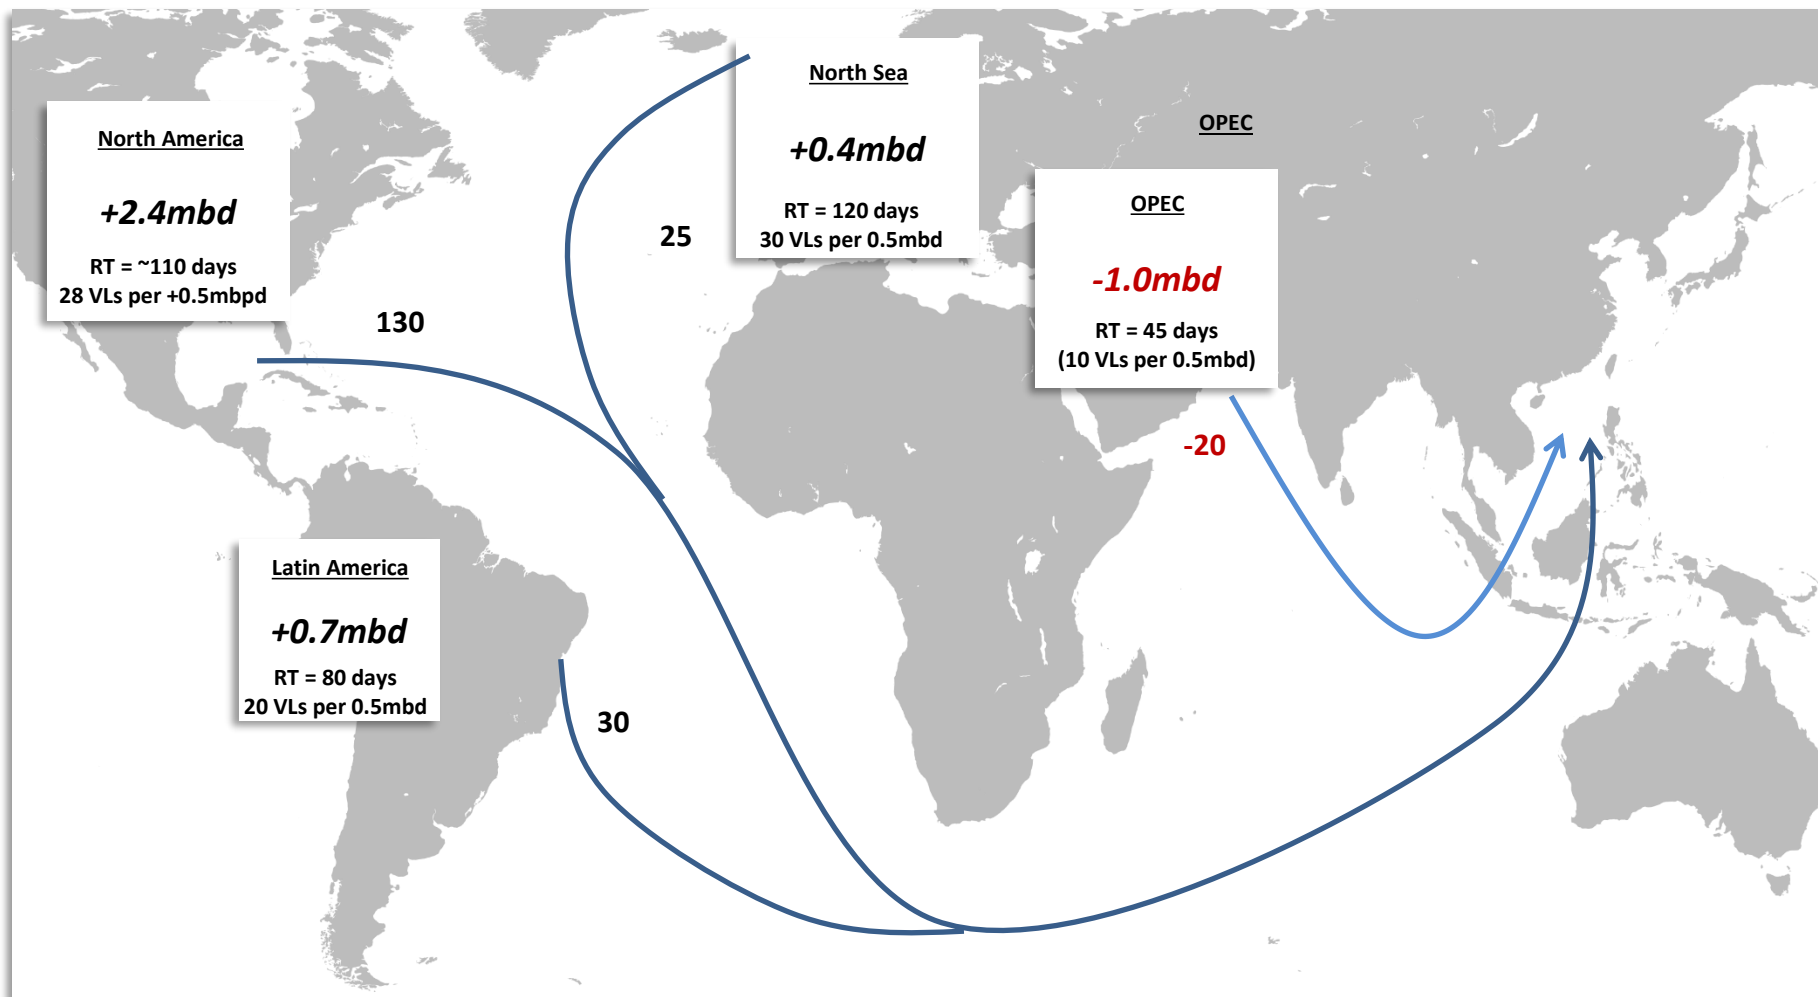 North America
+2.4mbd
RT = ~110 days
28 VLs per +0.5mbpd
130
North Sea
+0.4mbd
RT = 120 days
30 VLs per 0.5mbd
25
OPEC
OPEC
-1.0mbd
RT = 45 days
(10 VLs per 0.5mbd)
-20
Latin America
+0.7mbd
RT = 80 days
20 VLs per 0.5mbd
30